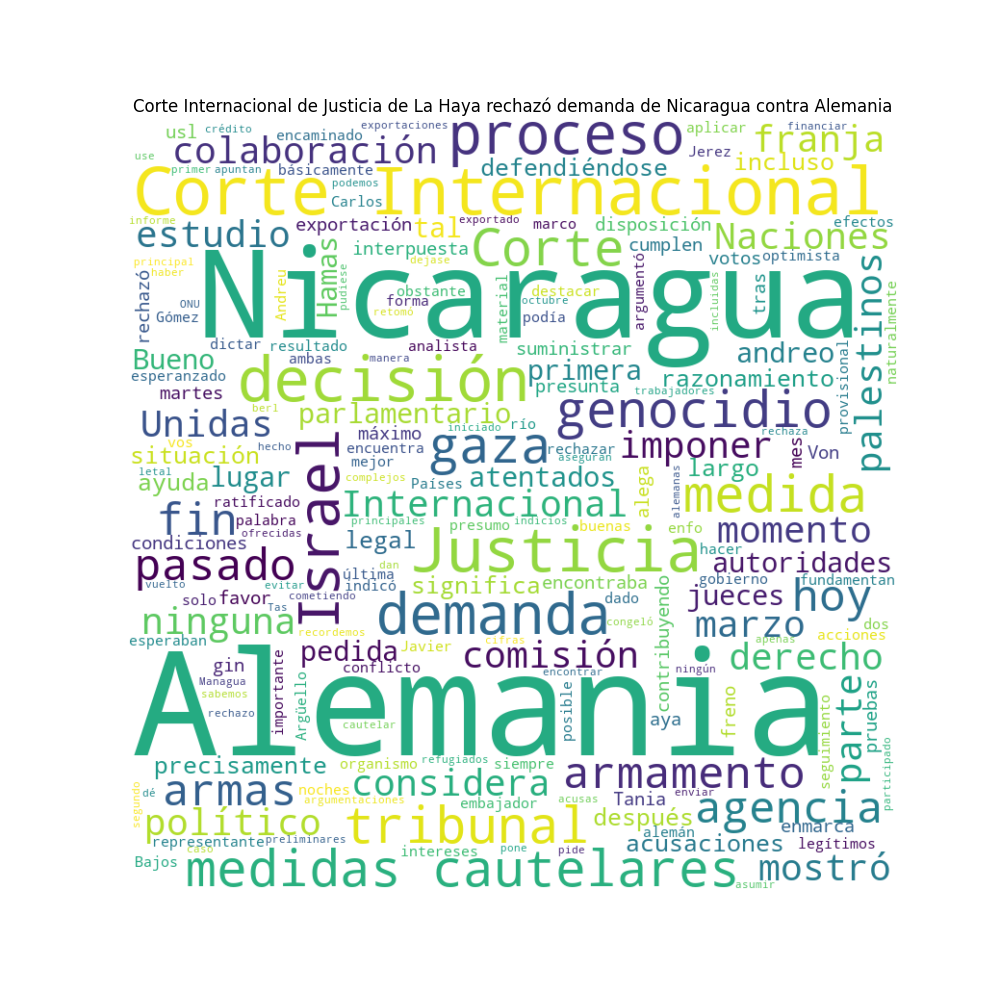 Corte Internacional de Justicia de La Haya rechazó demanda de Nicaragua contra Alemania
usl crédito encaminado exportaciones proceso aplicar financiar franja
use colaboración básicamente defendiéndose Jerez incluso
primer apuntan podemos Carlos
Corte Internacional
informe exportación tal exportado marco disposición efectos
estudio Hamas interpuesta Corte cumplen Naciones
principal haber Nicaragua votos optimista
rechazó ONU Gómez Andreu pudiese obstante dejase forma retomó material destacar octubre podía argumentó incluidas tras palestinos naturalmente
dictar resultado ambas manera analista suministrar andreo provisional
Bueno esperanzado martes decisión primera presunta razonamiento trabajadores
Unidas parlamentario iniciado río genocidio
vos hecho berl máximo gaza aseguran rechazar imponer rechaza mes Von
situación Israel encuentra mejor atentados alega largo
letal ayuda lugar complejos Países alemanas medida
ratificado Internacional
fin palabra ofrecidas principales presumo indicios buenas enfo momento
condiciones legal Justicia hacer autoridades
pasado vuelto evitar última indicó significa encontraba gobierno fundamentan
solo favor cometiendo dado contribuyendo jueces hoy
Tas demanda congeló marzo dos
ninguna recordemos esperaban Javier cifras apenas acciones
pedida comisión derecho
gin Managua importante conflicto encontrar ningún
sabemos Argüello Alemania posible parte pruebas
rechazo cautelar aya freno seguimiento participado
precisamente organismo refugiados siempre
dé armas noches considera acusas armamento enviar
segundo argumentaciones embajador Tania agencia
político tribunal después alemán enmarca
representante preliminares acusaciones legítimos
Bajos caso intereses pone pide
medidas cautelares asumir mostró